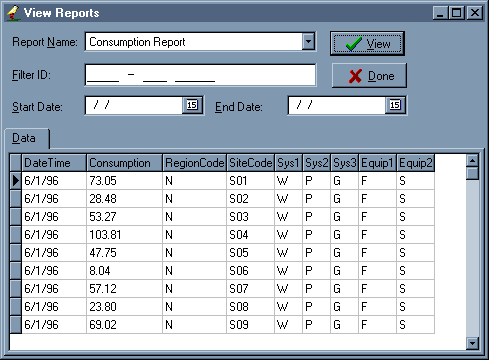 View Reports
Report Name: Consumption Report View
Filter ID: ____ – ___ _____ Done
Start Date: / / 15 End Date: / / 15
Data
DateTime Consumption RegionCode SiteCode Sys1 Sys2 Sys3 Equip1 Equip2
6/1/96 73.05 N S01 W P G F S
6/1/96 28.48 N S02 W P G F S
6/1/96 53.27 N S03 W P G F S
6/1/96 103.81 N S04 W P G F S
6/1/96 47.75 N S05 W P G F S
6/1/96 8.04 N S06 W P G F S
6/1/96 57.12 N S07 W P G F S
6/1/96 23.80 N S08 W P G F S
6/1/96 69.02 N S09 W P G F S